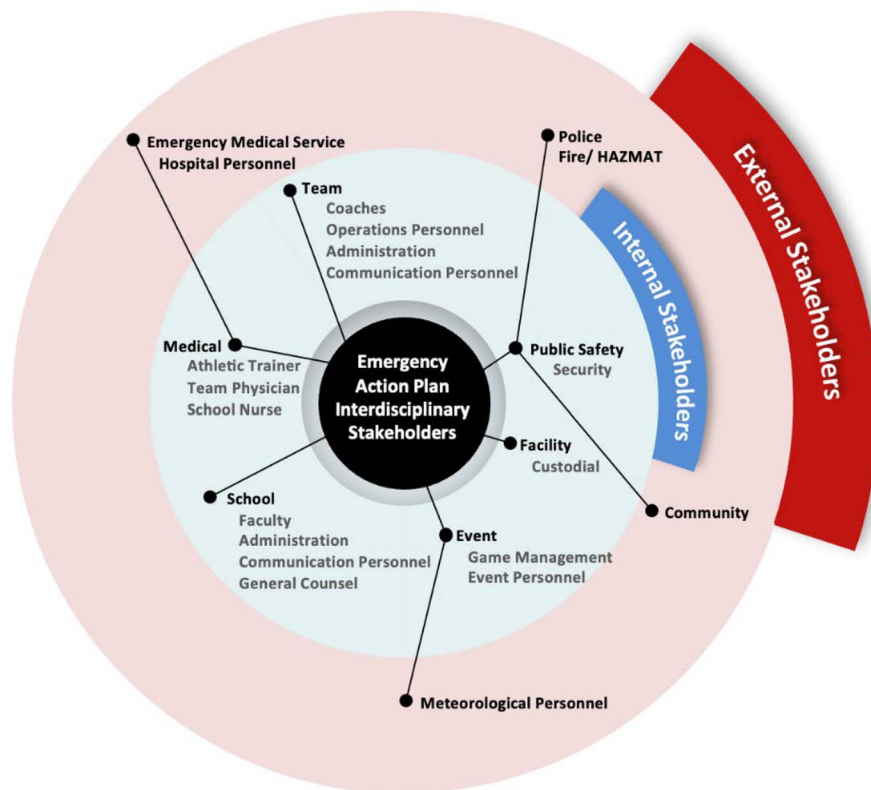 Emergency Medical Service
Hospital Personnel
Police
Fire/ HAZMAT
External Stakeholders
Internal Stakeholders
Team
Coaches
Operations Personnel
Administration
Communication Personnel
Medical
Athletic Trainer
Team Physician
School Nurse
Emergency
Action Plan
Interdisciplinary
Stakeholders
Public Safety
Security
Facility
Custodial
School
Faculty
Administration
Communication Personnel
General Counsel
Event
Game Management
Event Personnel
Community
Meteorological Personnel